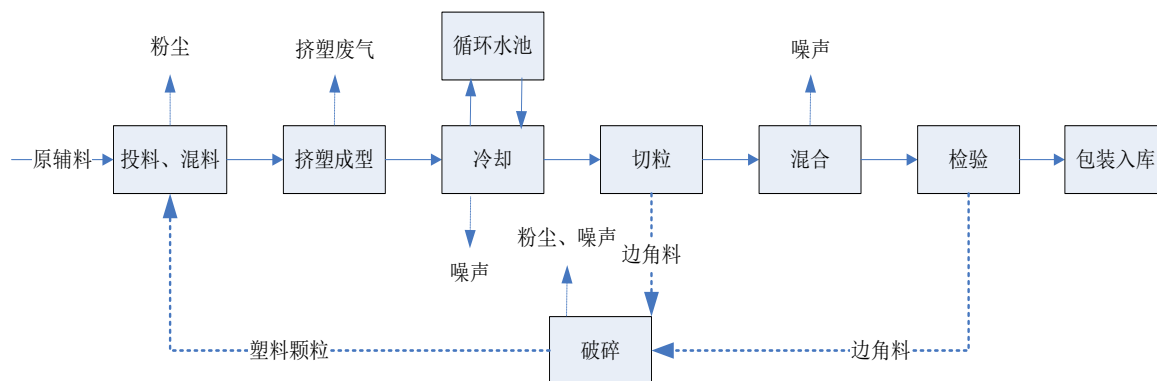 粉尘
挤塑废气
循环水池
噪声
原辅料
投料、混料
挤塑成型
冷却
切粒
混合
检验
包装入库
粉尘、噪声
边角料
噪声
塑料颗粒
破碎
边角料